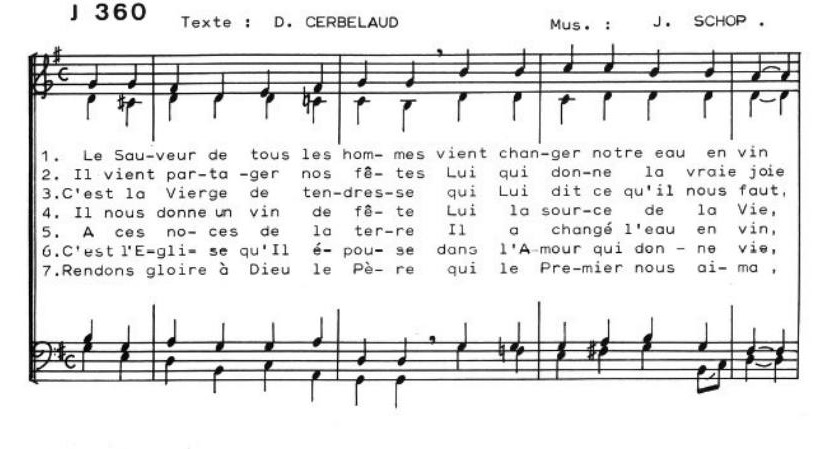 J 360 Texte : D. CERBELAUD Mus. : J. SCHOP .
1. Le Sau-veur de tous les hom- mes vient chan-ger notre eau en vin
2. Il vient par-ta -ger nos fê-tes Lui qui don-ne la vraie joie
3.C'est la Vierge de ten-dres-se qui Lui dit ce qu'il nous faut,
4. Il nous donne un vin de fê- te Lui la sour-ce de la Vie,
5. A ces no-ces de la ter-re Il a changé l'eau en vin,
6.C'est l'E=gli= se qu'Il é- pou- se dans l'A-mour qui don - ne vie,
7.Rendons gloire à Dieu le Pè- re qui le Pre-mier nous ai- ma ,